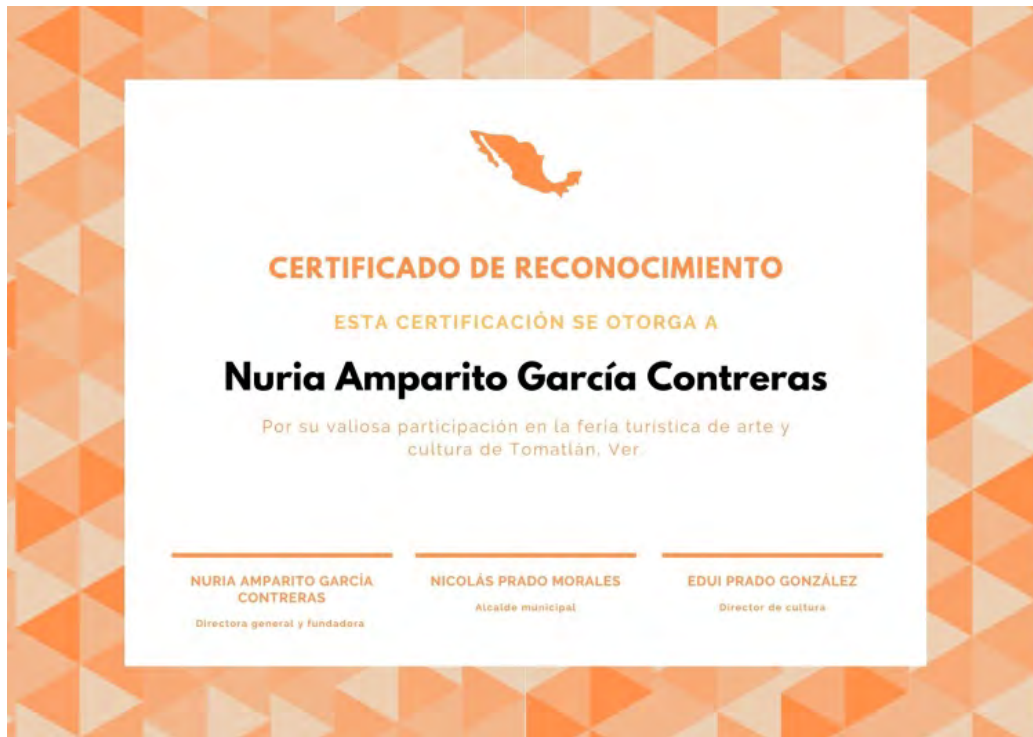 CERTIFICADO DE RECONOCIMIENTO
ESTA CERTIFICACIÓN SE OTORGA A
Nuria Amparito García Contreras
Por su valiosa participación en la feria turística de arte y
cultura de Tomatlán, Ver.
NURIA AMPARITO GARCÍA
CONTRERAS
Directora general y fundadora
NICOLÁS PRADO MORALES
Alcalde municipal
EDUI PRADO GONZÁLEZ
Director de cultura